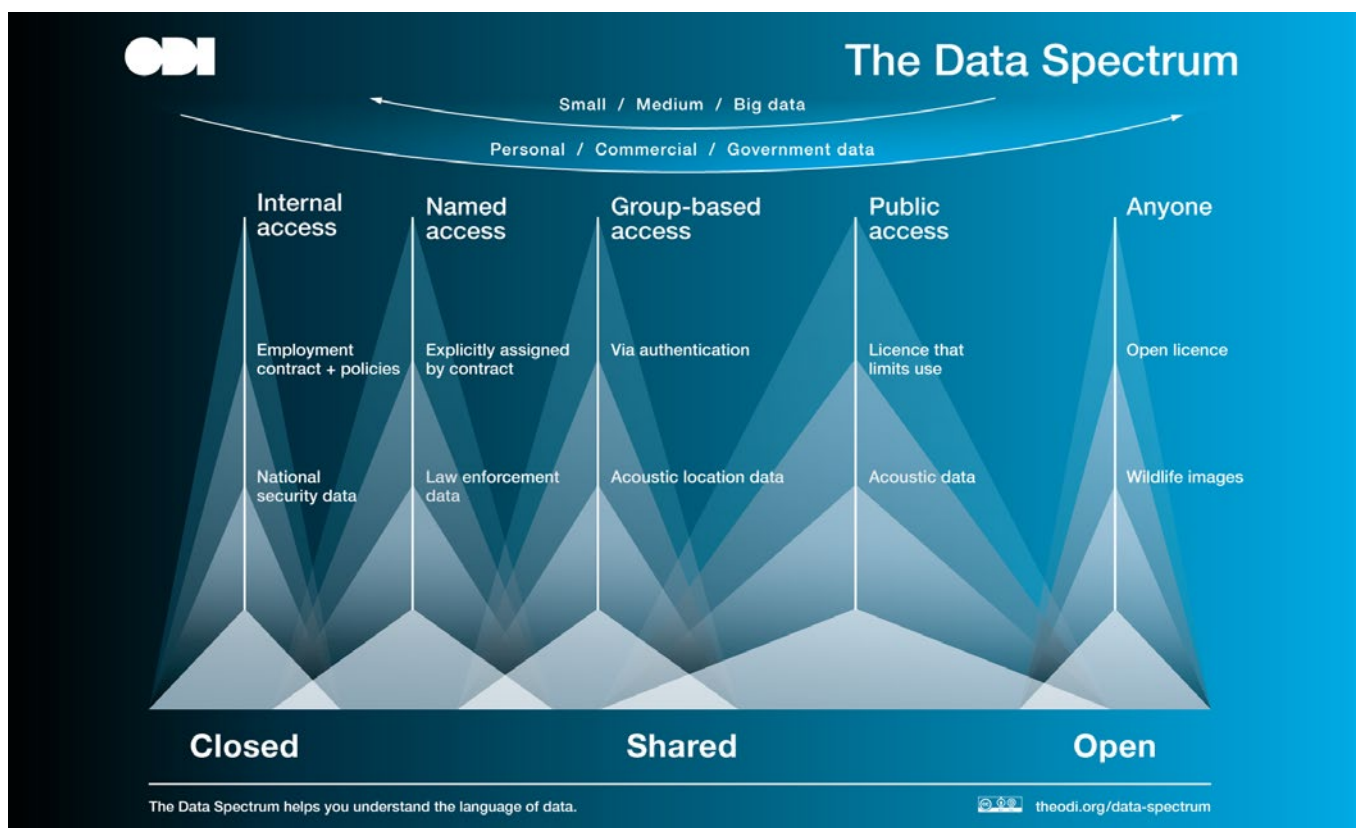 ODI
The Data Spectrum
Small / Medium / Big data
Personal / Commercial / Government data
Internal
access
Named
access
Group-based
access
Public
access
Anyone
Employment
contract + policies
Explicitly assigned
by contract
Via authentication
Licence that
limits use
Open licence
National
security data
Law enforcement
data
Acoustic location data
Acoustic data
Wildlife images
Closed
Shared
Open
The Data Spectrum helps you understand the language of data.
theodi.org/data-spectrum